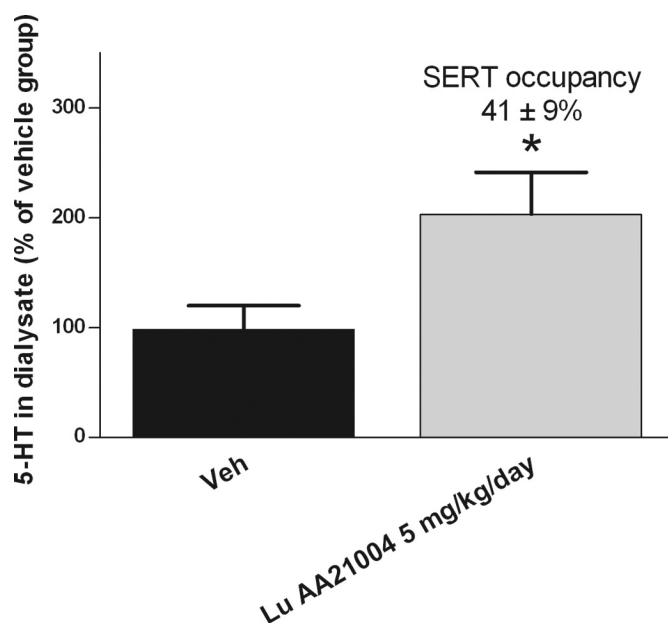 5-HT in dialysate (% of vehicle group)
300
200
100
0
SERT occupancy
41 ± 9%
*
Veh
Lu AA21004 5 mg/kg/day